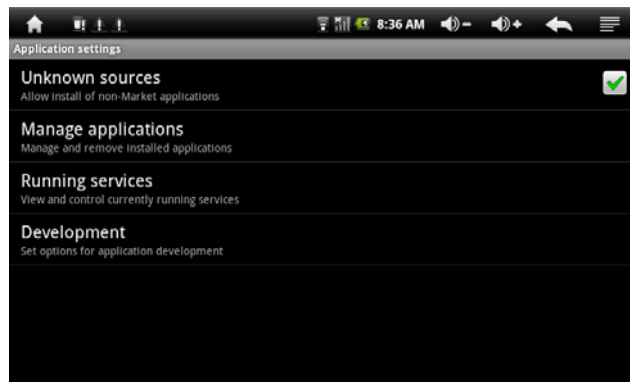 8:36 AM
Application settings
Unknown sources
Allow install of non-Market applications
Manage applications
Manage and remove installed applications
Running services
View and control currently running services
Development
Set options for application development